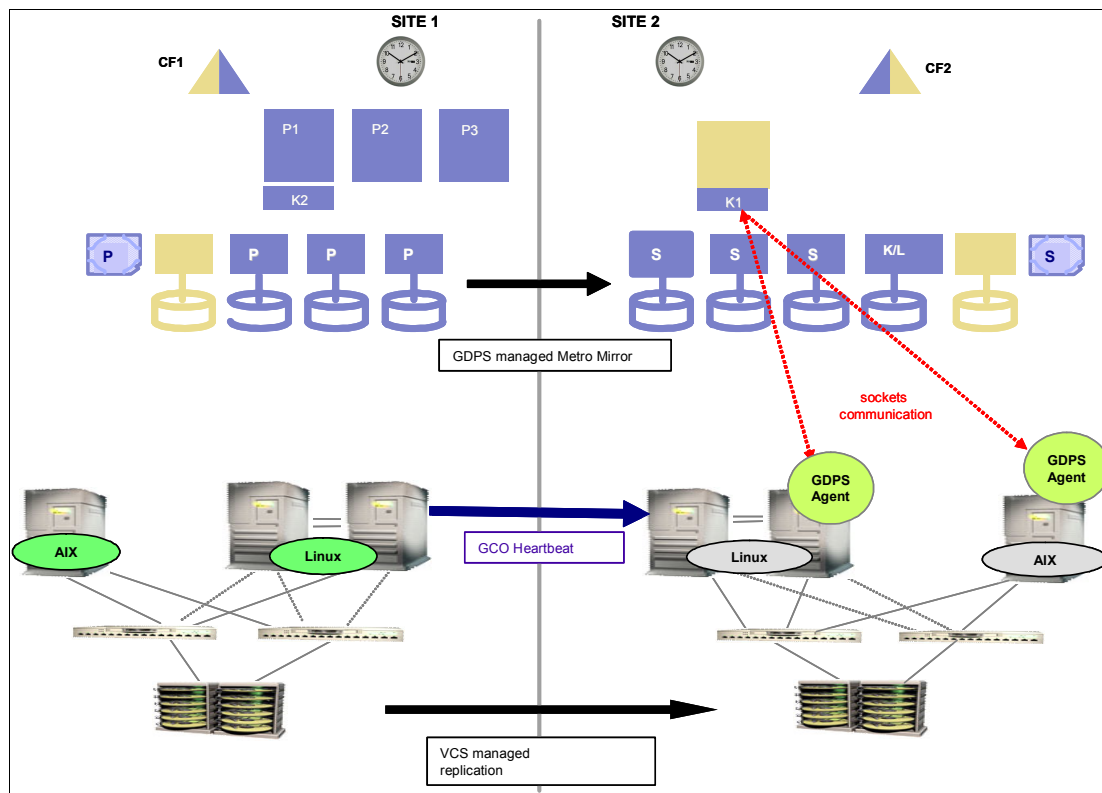 SITE 1
SITE 2
CF1
CF2
P1
P2
P3
K2
K1
P
P
P
P
S
S
S
K/L
S
GDPS managed Metro Mirror
sockets
communication
GDPS
Agent
GDPS
Agent
AIX
Linux
GCO Heartbeat
Linux
AIX
VCS managed
replication